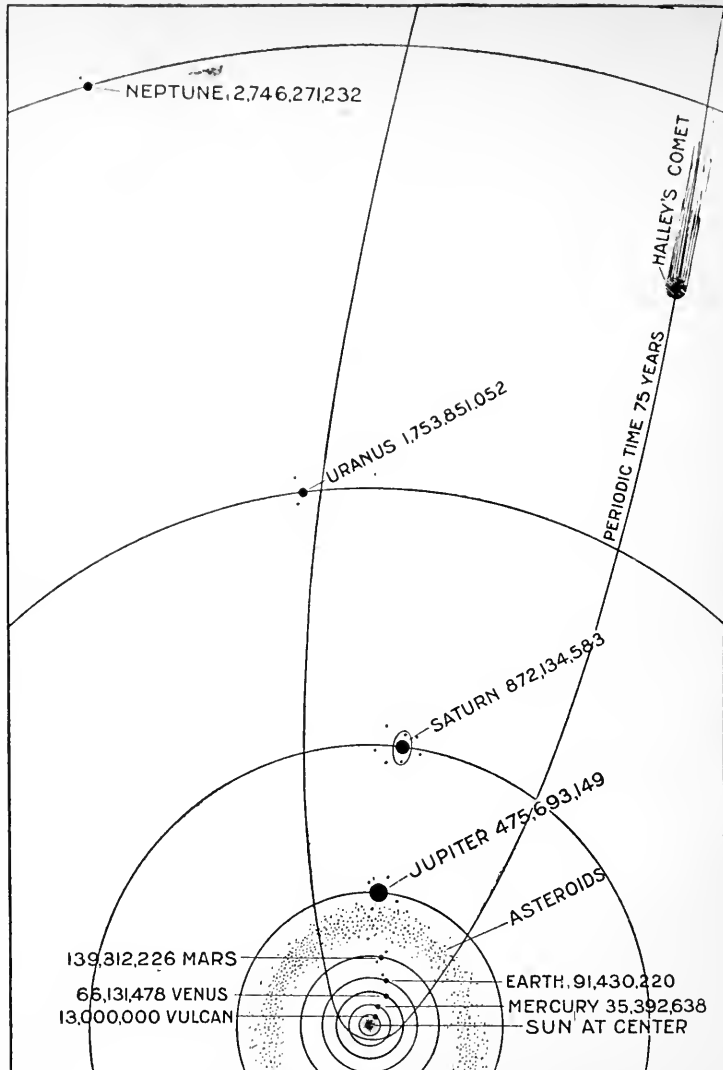 NEPTUNE, 2,746,271,232
HALLEY'S COMET
PERIODIC TIME 75 YEARS
URANUS 1,753,851,052
SATURN 872,134,583
JUPITER 475,693,149
ASTEROIDS
139,312,226 MARS
EARTH, 91,430,220
66,131,478 VENUS
MERCURY 35,392,638
13,000,000 VULCAN
SUN AT CENTER